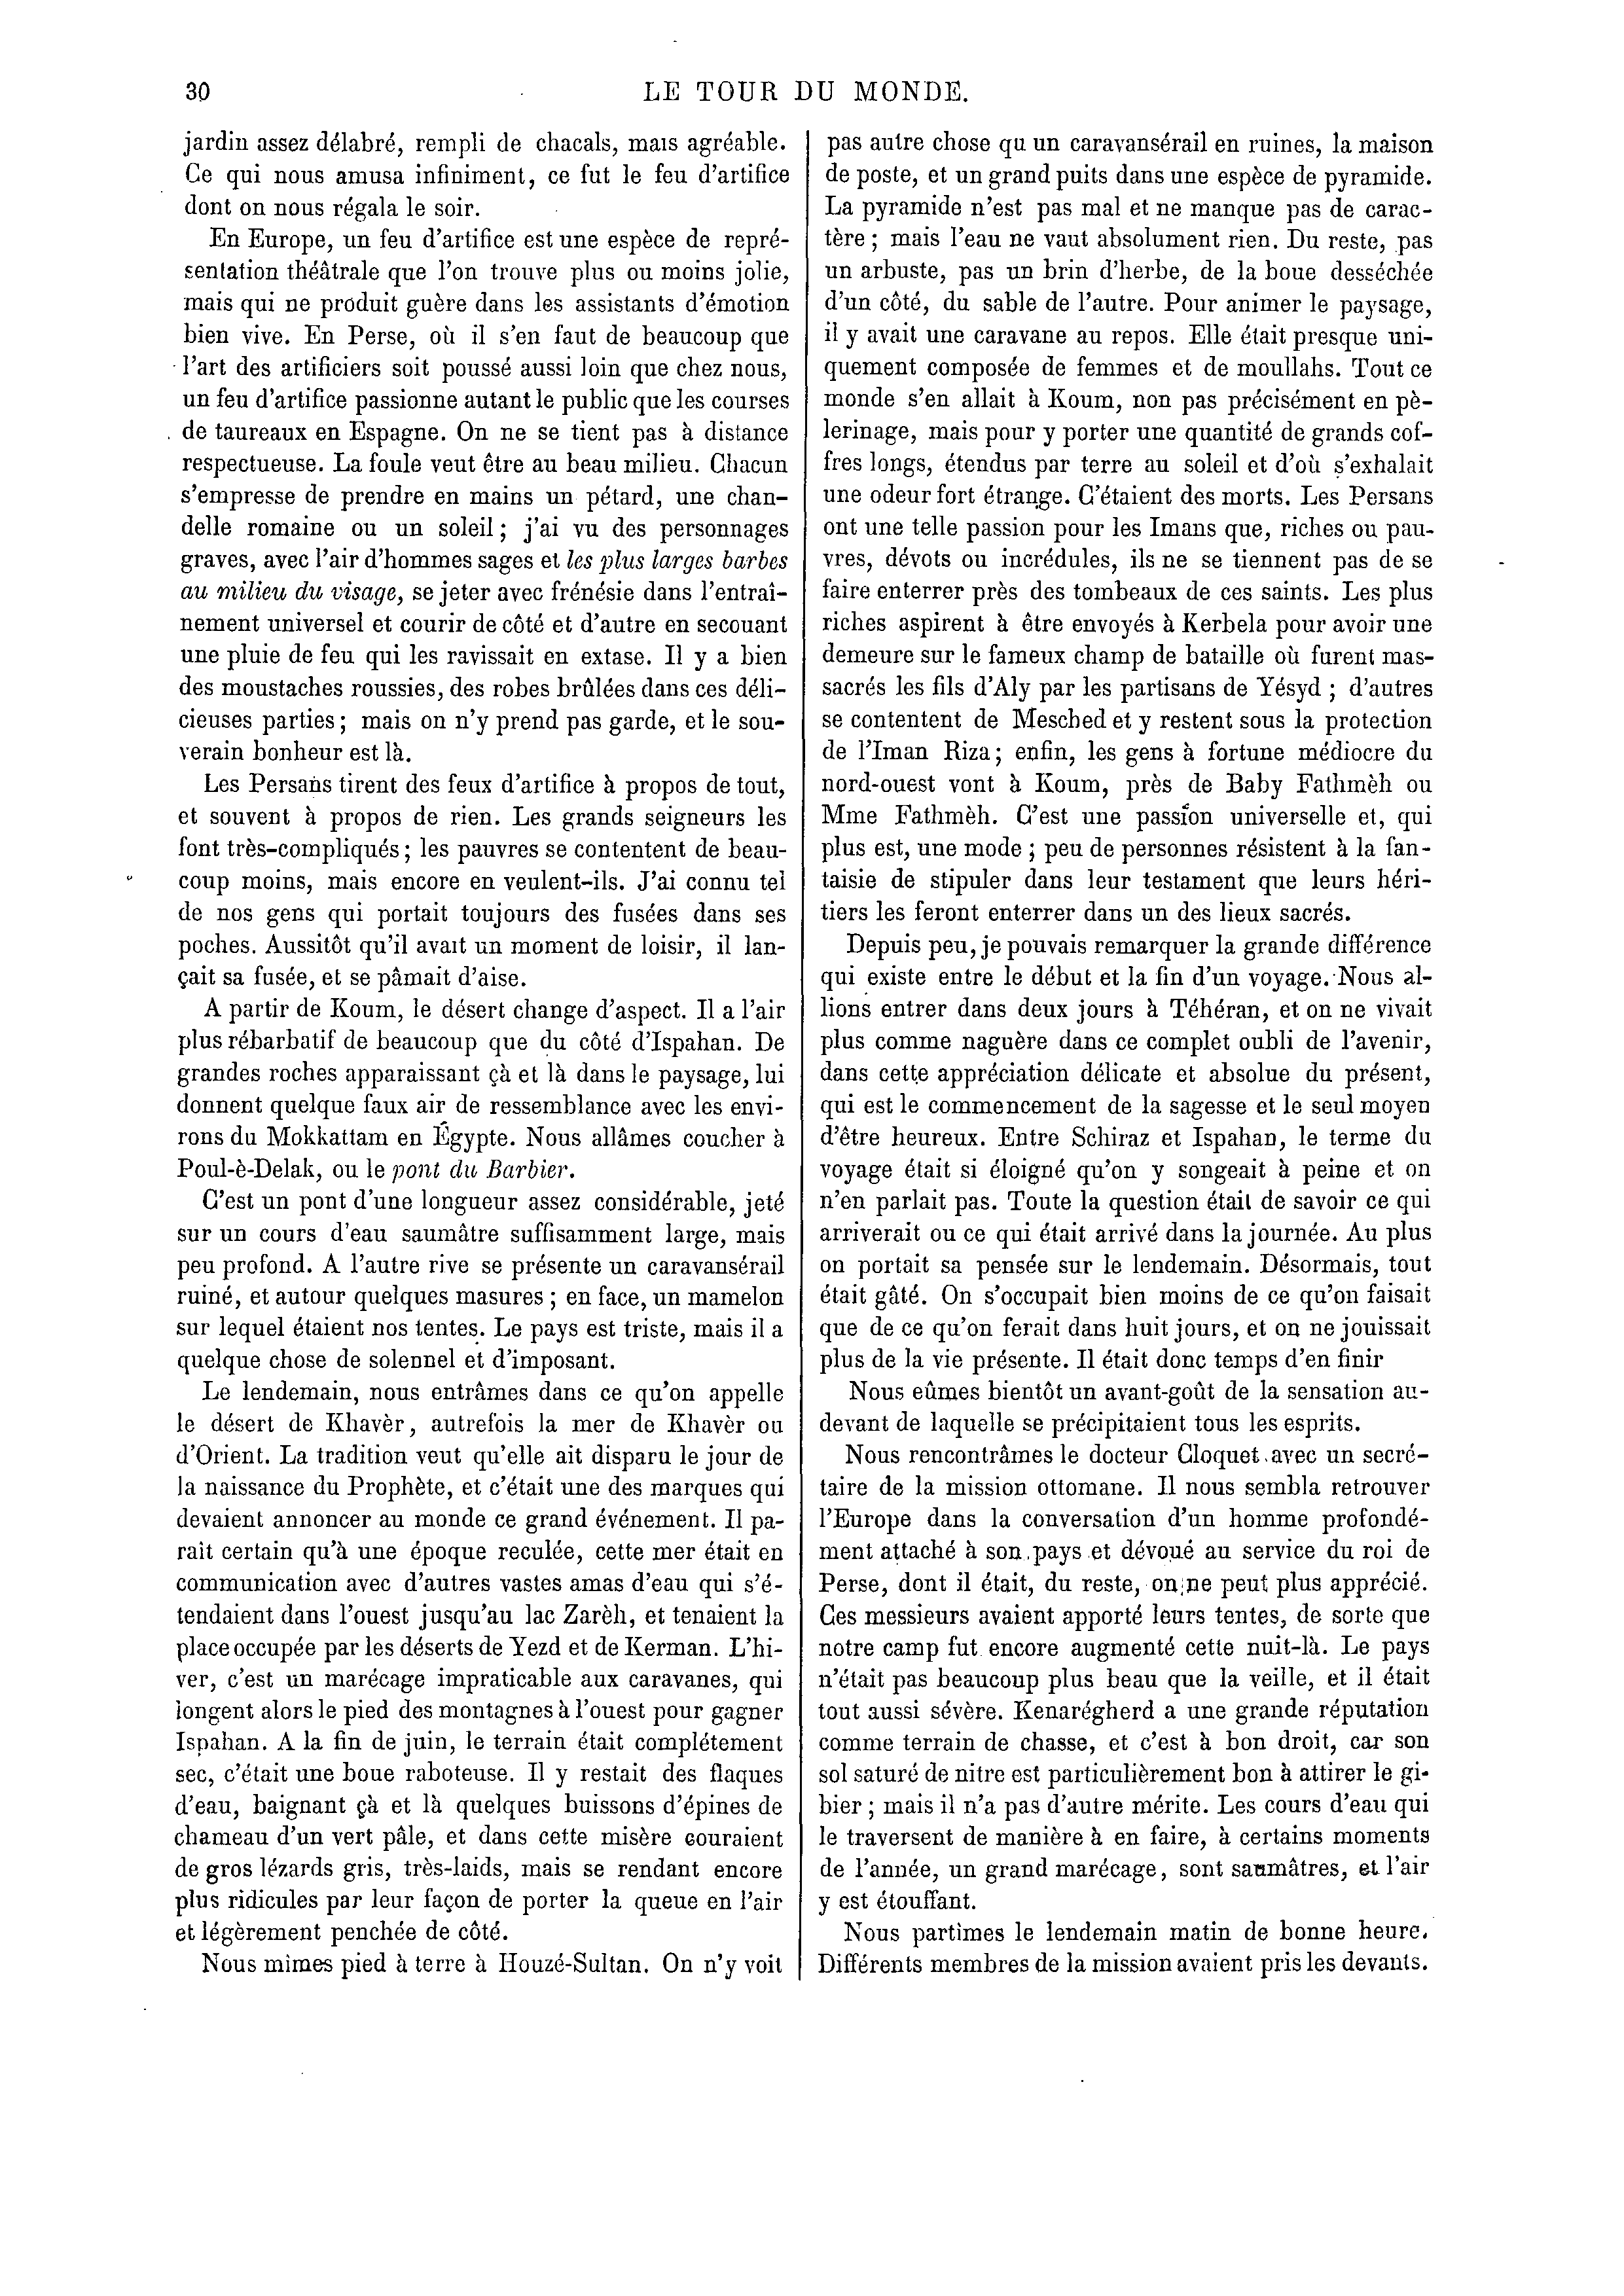 30
LE TOUR DU MONDE.
jardin assez délabré, rempli de chacals, mais agréable.
Ce qui nous amusa infiniment, ce fut le feu d'artifice
dont on nous régala le soir.
En Europe, un feu d'artifice est une espèce de repré-
sentation théâtrale que l'on trouve plus ou moins jolie,
mais qui ne produit guère dans les assistants d'émotion
bien vive. En Perse, où il s'en faut de beaucoup que
l'art des artificiers soit poussé aussi loin que chez nous,
un feu d'artifice passionne autant le public que les courses
de taureaux en Espagne. On ne se tient pas à distance
respectueuse. La foule veut être au beau milieu. Chacun
s'empresse de prendre en mains un pétard, une chan-
delle romaine ou un soleil ; j'ai vu des personnages
graves, avec l'air d'hommes sages et les plus larges barbes
au milieu du visage, se jeter avec frénésie dans l'entraî-
nement universel et courir de côté et d'autre en secouant
une pluie de feu qui les ravissait en extase. Il y a bien
des moustaches roussies, des robes brûlées dans ces déli-
cieuses parties ; mais on n'y prend pas garde, et le sou-
verain bonheur est là.
Les Persans tirent des feux d'artifice à propos de tout,
et souvent à propos de rien. Les grands seigneurs les
font très-compliqués ; les pauvres se contentent de beau-
coup moins, mais encore en veulent-ils. J'ai connu tel
de nos gens qui portait toujours des fusées dans ses
poches. Aussitôt qu'il avait un moment de loisir, il lan-
çait sa fusée, et se pâmait d'aise.
A partir de Koum, le désert change d'aspect. Il a l'air
plus rébarbatif de beaucoup que du côté d'Ispahan. De
grandes roches apparaissant çà et là dans le paysage, lui
donnent quelque faux air de ressemblance avec les envi-
rons du Mokkattam en Égypte. Nous allâmes coucher à
Poul-è-Delak, ou le pont du Barbier.
C'est un pont d'une longueur assez considérable, jeté
sur un cours d'eau saumâtre suffisamment large, mais
peu profond. A l'autre rive se présente un caravansérail
ruiné, et autour quelques masures ; en face, un mamelon
sur lequel étaient nos tentes. Le pays est triste, mais il a
quelque chose de solennel et d'imposant.
Le lendemain, nous entrâmes dans ce qu'on appelle
le désert de Khavèr, autrefois la mer de Khavèr ou
d'Orient. La tradition veut qu'elle ait disparu le jour de
la naissance du Prophète, et c'était une des marques qui
devaient annoncer au monde ce grand événement. Il pa-
raît certain qu'à une époque reculée, cette mer était en
communication avec d'autres vastes amas d'eau qui s'é-
tendaient dans l'ouest jusqu'au lac Zarèh, et tenaient la
place occupée par les déserts de Yezd et de Kerman. L'hi-
ver, c'est un marécage impraticable aux caravanes, qui
longent alors le pied des montagnes à l'ouest pour gagner
Ispahan. A la fin de juin, le terrain était complétement
sec, c'était une boue raboteuse. Il y restait des flaques
d'eau, baignant çà et là quelques buissons d'épines de
chameau d'un vert pâle, et dans cette misère couraient
de gros lézards gris, très-laids, mais se rendant encore
plus ridicules par leur façon de porter la queue en l'air
et légèrement penchée de côté.
Nous mîmes pied à terre à Houzé-Sultan. On n'y voit
pas autre chose qu un caravansérail en ruines, la maison
de poste, et un grand puits dans une espèce de pyramide.
La pyramide n'est pas mal et ne manque pas de carac-
tère ; mais l'eau ne vaut absolument rien. Du reste, pas
un arbuste, pas un brin d'herbe, de la boue desséchée
d'un côté, du sable de l'autre. Pour animer le paysage,
il y avait une caravane au repos. Elle était presque uni-
quement composée de femmes et de moullahs. Tout ce
monde s'en allait à Koum, non pas précisément en pè-
lerinage, mais pour y porter une quantité de grands cof-
fres longs, étendus par terre au soleil et d'où s'exhalait
une odeur fort étrange. C'étaient des morts. Les Persans
ont une telle passion pour les Imans que, riches ou pau-
vres, dévots ou incrédules, ils ne se tiennent pas de se
faire enterrer près des tombeaux de ces saints. Les plus
riches aspirent à être envoyés à Kerbela pour avoir une
demeure sur le fameux champ de bataille où furent mas-
sacrés les fils d'Aly par les partisans de Yésyd ; d'autres
se contentent de Mesched et y restent sous la protection
de l'Iman Riza ; enfin, les gens à fortune médiocre du
nord-ouest vont à Koum, près de Baby Fathmèh ou
Mme Fathmèh. C'est une passion universelle et, qui
plus est, une mode ; peu de personnes résistent à la fan-
taisie de stipuler dans leur testament que leurs héri-
tiers les feront enterrer dans un des lieux sacrés.
Depuis peu, je pouvais remarquer la grande différence
qui existe entre le début et la fin d'un voyage. Nous al-
lions entrer dans deux jours à Téhéran, et on ne vivait
plus comme naguère dans ce complet oubli de l'avenir,
dans cette appréciation délicate et absolue du présent,
qui est le commencement de la sagesse et le seul moyen
d'être heureux. Entre Schiraz et Ispahan, le terme du
voyage était si éloigné qu'on y songeait à peine et on
n'en parlait pas. Toute la question était de savoir ce qui
arriverait ou ce qui était arrivé dans la journée. Au plus
on portait sa pensée sur le lendemain. Désormais, tout
était gâté. On s'occupait bien moins de ce qu'on faisait
que de ce qu'on ferait dans huit jours, et on ne jouissait
plus de la vie présente. Il était donc temps d'en finir
Nous eûmes bientôt un avant-goût de la sensation au-
devant de laquelle se précipitaient tous les esprits.
Nous rencontrâmes le docteur Cloquet avec un secré-
taire de la mission ottomane. Il nous sembla retrouver
l'Europe dans la conversation d'un homme profondé-
ment attaché à son pays et dévoué au service du roi de
Perse, dont il était, du reste, on ne peut plus apprécié.
Ces messieurs avaient apporté leurs tentes, de sorte que
notre camp fut encore augmenté cette nuit-là. Le pays
n'était pas beaucoup plus beau que la veille, et il était
tout aussi sévère. Kenarégherd a une grande réputation
comme terrain de chasse, et c'est à bon droit, car son
sol saturé de nitre est particulièrement bon à attirer le gi-
bier ; mais il n'a pas d'autre mérite. Les cours d'eau qui
le traversent de manière à en faire, à certains moments
de l'année, un grand marécage, sont saumâtres, et l'air
y est étouffant.
Nous partîmes le lendemain matin de bonne heure.
Différents membres de la mission avaient pris les devants.